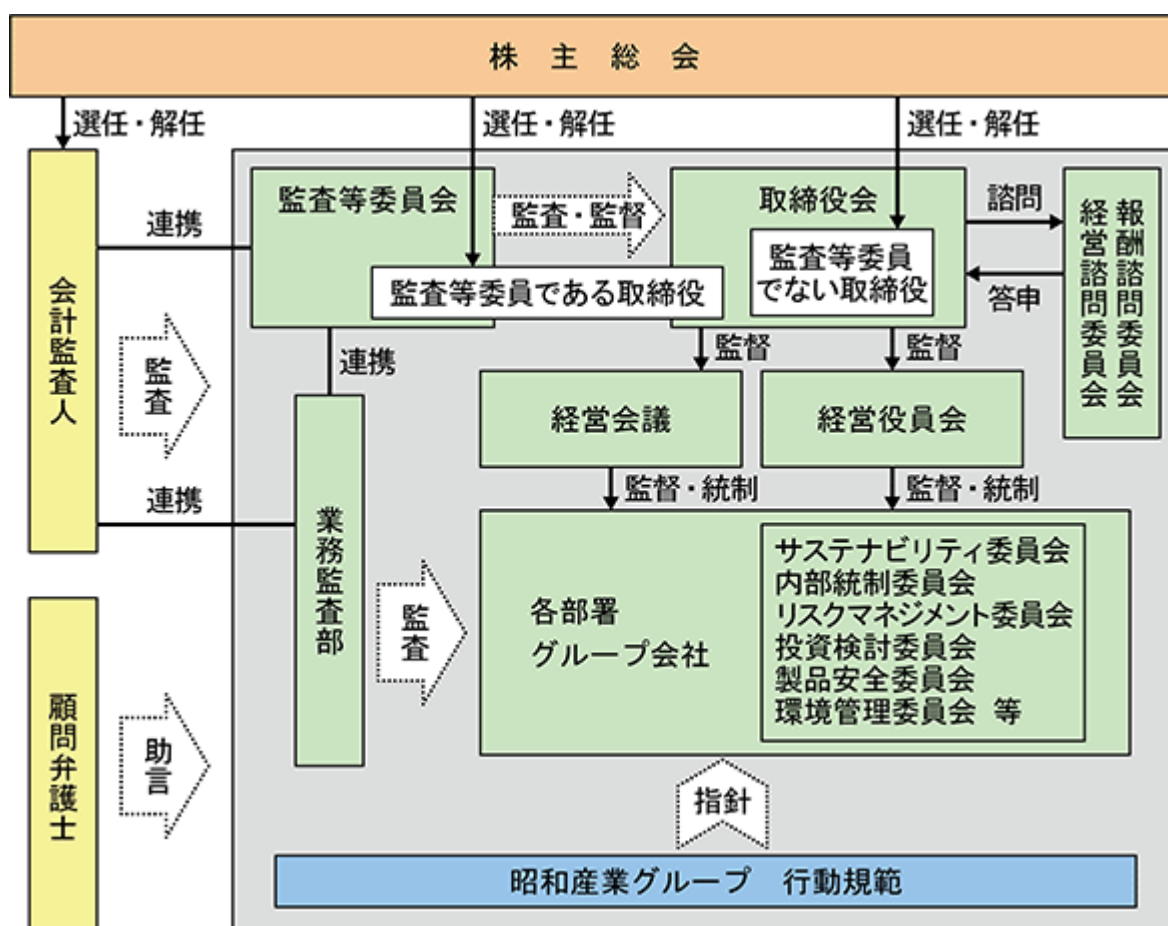 株 主 総 会
選任・解任
選任・解任
選任・解任
監査等委員会
監査・監督
取締役会
諮問
答申
報酬諮問委員会
経営諮問委員会
連携
監査等委員である取締役
監査等委員
でない取締役
会計監査人
監査
連携
監督
監督
経営会議
経営役員会
連携
監督・統制
監督・統制
業務監査部
監査
各部署
グループ会社
サステナビリティ委員会
内部統制委員会
リスクマネジメント委員会
投資検討委員会
製品安全委員会
環境管理委員会 等
顧問弁護士
助言
指針
昭和産業グループ 行動規範